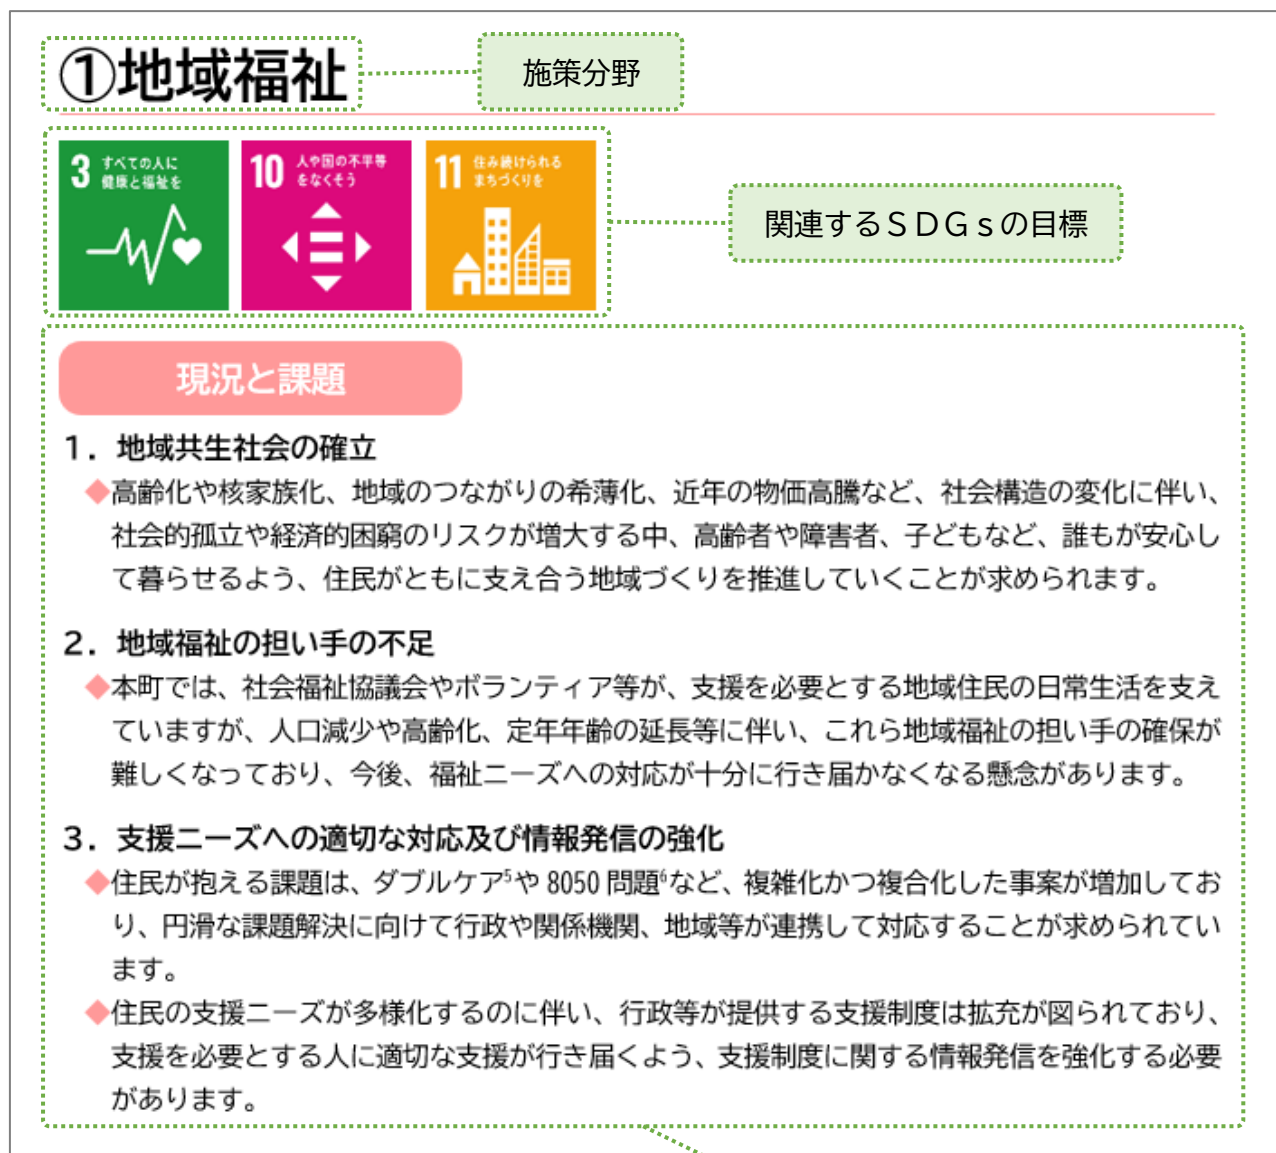 ①地域福祉
施策分野
3 すべての人に
健康と福祉を
10 人や国の不平等
をなくそう
11 住み続けられる
まちづくりを
関連するＳＤＧｓの目標
現況と課題
１．地域共生社会の確立
◆高齢化や核家族化、地域のつながりの希薄化、近年の物価高騰など、社会構造の変化に伴い、
社会的孤立や経済的困窮のリスクが増大する中、高齢者や障害者、子どもなど、誰もが安心し
て暮らせるよう、住民がともに支え合う地域づくりを推進していくことが求められます。
２．地域福祉の担い手の不足
◆本町では、社会福祉協議会やボランティア等が、支援を必要とする地域住民の日常生活を支え
ていますが、人口減少や高齢化、定年年齢の延長等に伴い、これら地域福祉の担い手の確保が
難しくなっており、今後、福祉ニーズへの対応が十分に行き届かなくなる懸念があります。
３．支援ニーズへの適切な対応及び情報発信の強化
◆住民が抱える課題は、ダブルケア⁵や 8050 問題⁶など、複雑化かつ複合化した事案が増加してお
り、円滑な課題解決に向けて行政や関係機関、地域等が連携して対応することが求められてい
ます。
◆住民の支援ニーズが多様化するのに伴い、行政等が提供する支援制度は拡充が図られており、
支援を必要とする人に適切な支援が行き届くよう、支援制度に関する情報発信を強化する必要
があります。